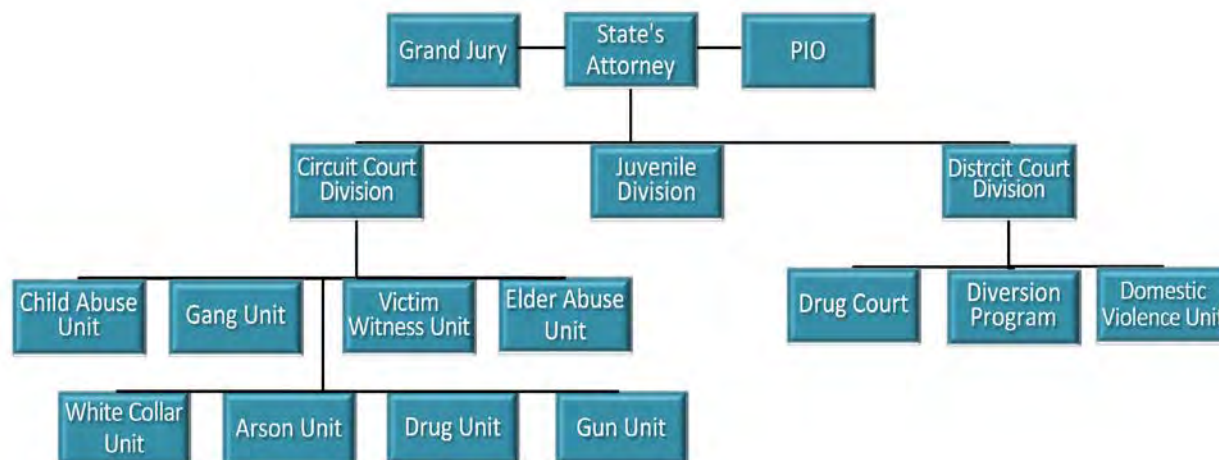 Grand Jury
State's
Attorney
PIO
Circuit Court
Division
Juvenile
Division
Distrcit Court
Division
Child Abuse
Unit
Gang Unit
Victim
Witness Unit
Elder Abuse
Unit
Drug Court
Diversion
Program
Domestic
Violence Unit
White Collar
Unit
Arson Unit
Drug Unit
Gun Unit